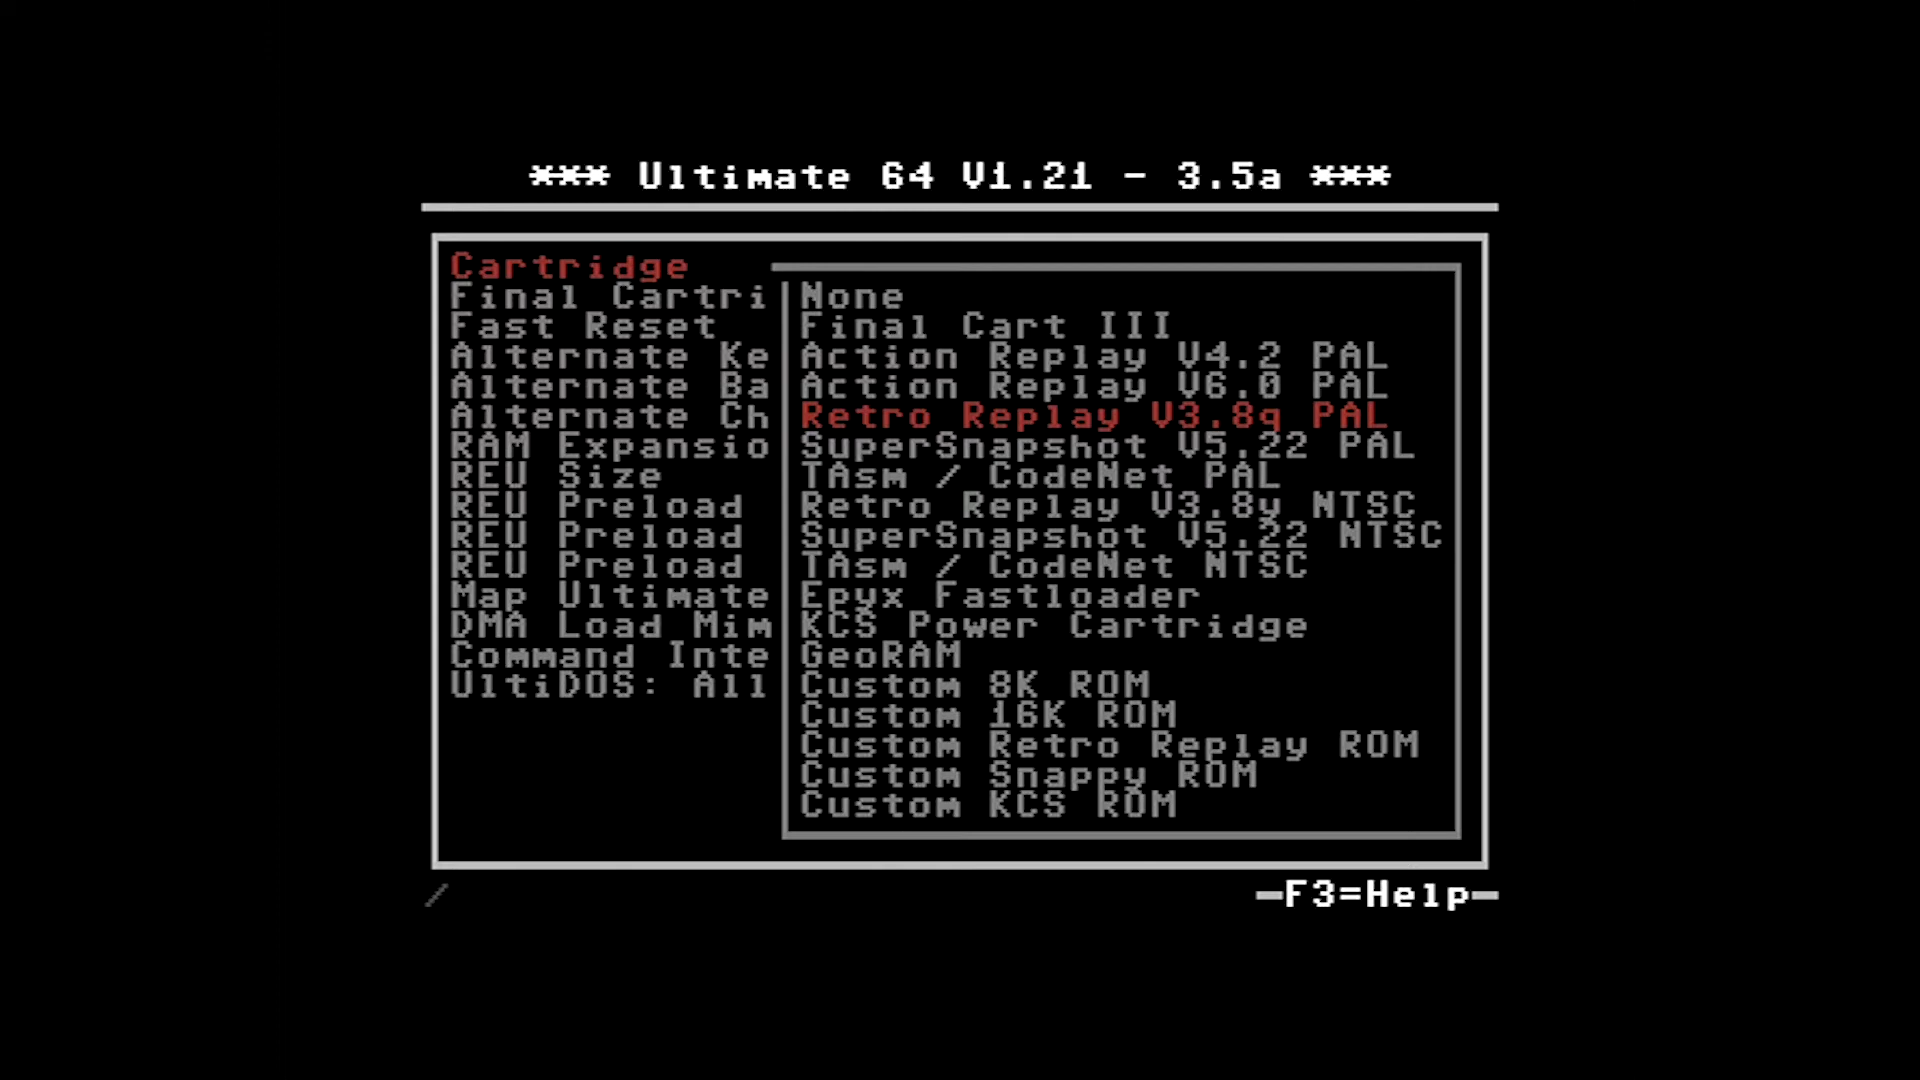 *** Ultimate 64 V1.21 - 3.5a ***
Cartridge
Final Cartri
Fast Reset
Alternate Ke
Alternate Ba
Alternate Ch
RAM Expansio
REU Size
REU Preload
REU Preload
REU Preload
Map Ultimate
DMA Load Mim
Command Inte
UltiDOS: All
None
Final Cart III
Action Replay V4.2 PAL
Action Replay V6.0 PAL
Retro Replay V3.8q PAL
SuperSnapshot V5.22 PAL
TAsm / CodeNet PAL
Retro Replay V3.8y NTSC
SuperSnapshot V5.22 NTSC
TAsm / CodeNet NTSC
Epyx Fastloader
KCS Power Cartridge
GeoRAM
Custom 8K ROM
Custom 16K ROM
Custom Retro Replay ROM
Custom Snappy ROM
Custom KCS ROM
/
F3=Help